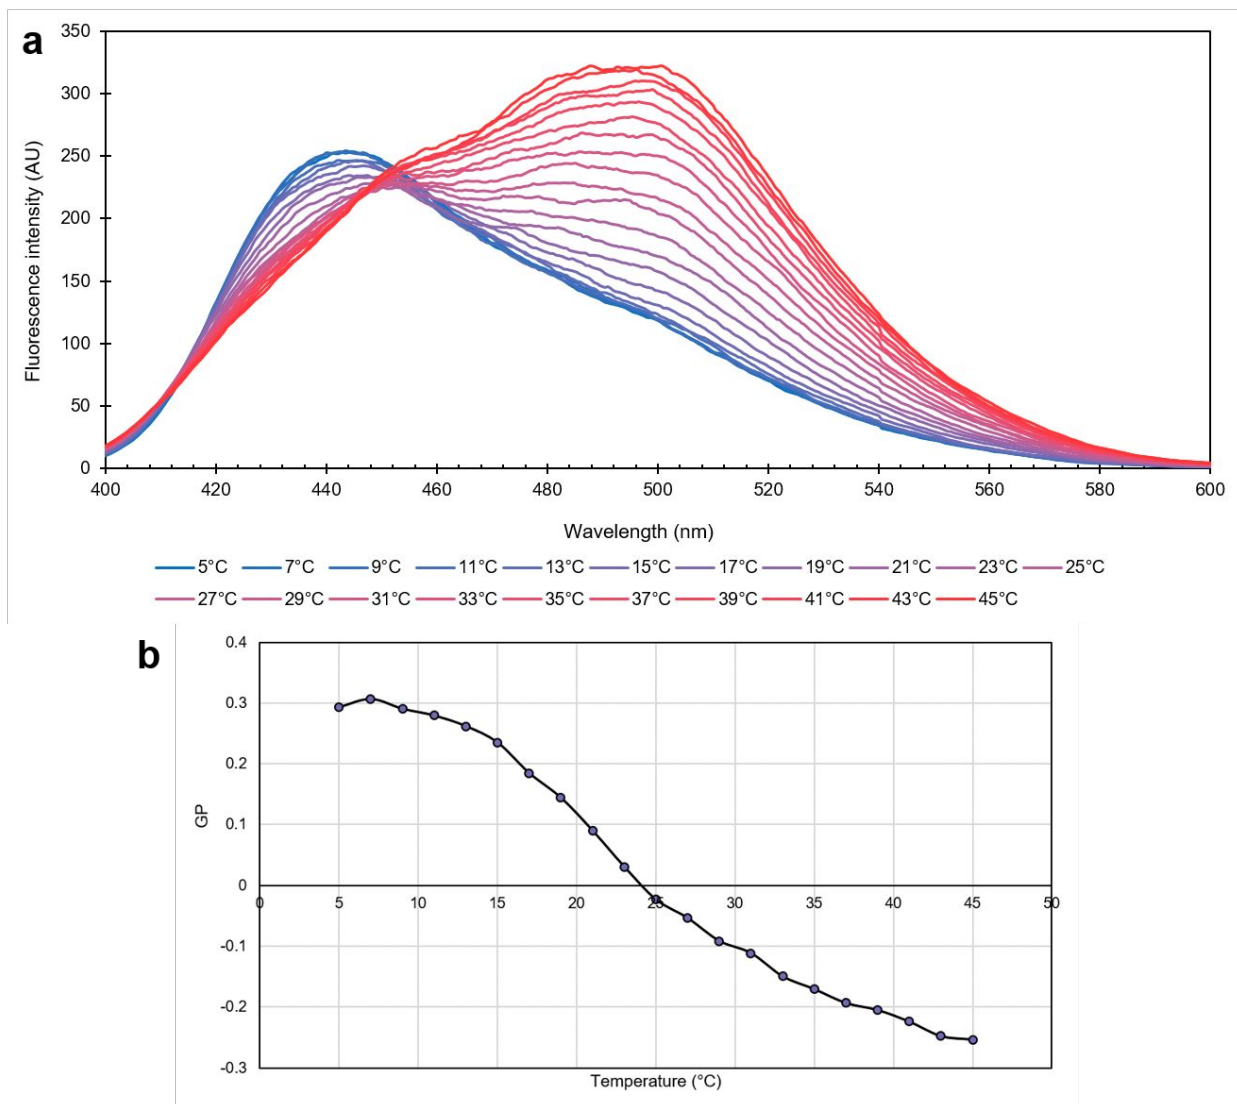 a
350
300
250
200
150
100
50
0
Fluorescence intensity (AU)
400 420 440 460 480 500 520 540 560 580 600
Wavelength (nm)
5°C 7°C 9°C 11°C 13°C 15°C 17°C 19°C 21°C 23°C 25°C
27°C 29°C 31°C 33°C 35°C 37°C 39°C 41°C 43°C 45°C
b
0.4
0.3
0.2
0.1
0
-0.1
-0.2
-0.3
GP
0 5 10 15 20 25 30 35 40 45 50
Temperature (°C)